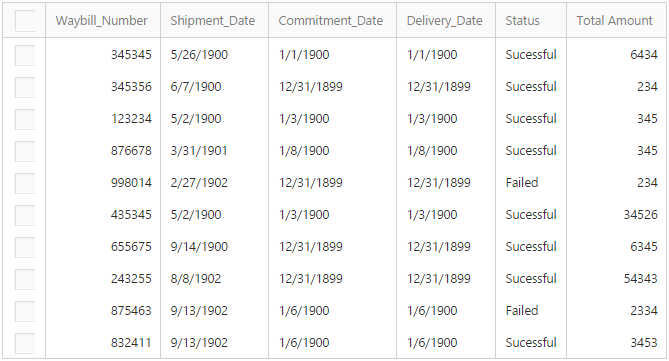 Waybill_Number Shipment_Date Commitment_Date Delivery_Date Status Total Amount
345345 5/26/1900 1/1/1900 1/1/1900 Sucessful 6434
345356 6/7/1900 12/31/1899 12/31/1899 Sucessful 234
123234 5/2/1900 1/3/1900 1/3/1900 Sucessful 345
876678 3/31/1901 1/8/1900 1/8/1900 Sucessful 345
998014 2/27/1902 12/31/1899 12/31/1899 Failed 234
435345 5/2/1900 1/3/1900 1/3/1900 Sucessful 34526
655675 9/14/1900 12/31/1899 12/31/1899 Sucessful 6345
243255 8/8/1902 12/31/1899 12/31/1899 Sucessful 54343
875463 9/13/1902 1/6/1900 1/6/1900 Failed 2334
832411 9/13/1902 1/6/1900 1/6/1900 Sucessful 3453